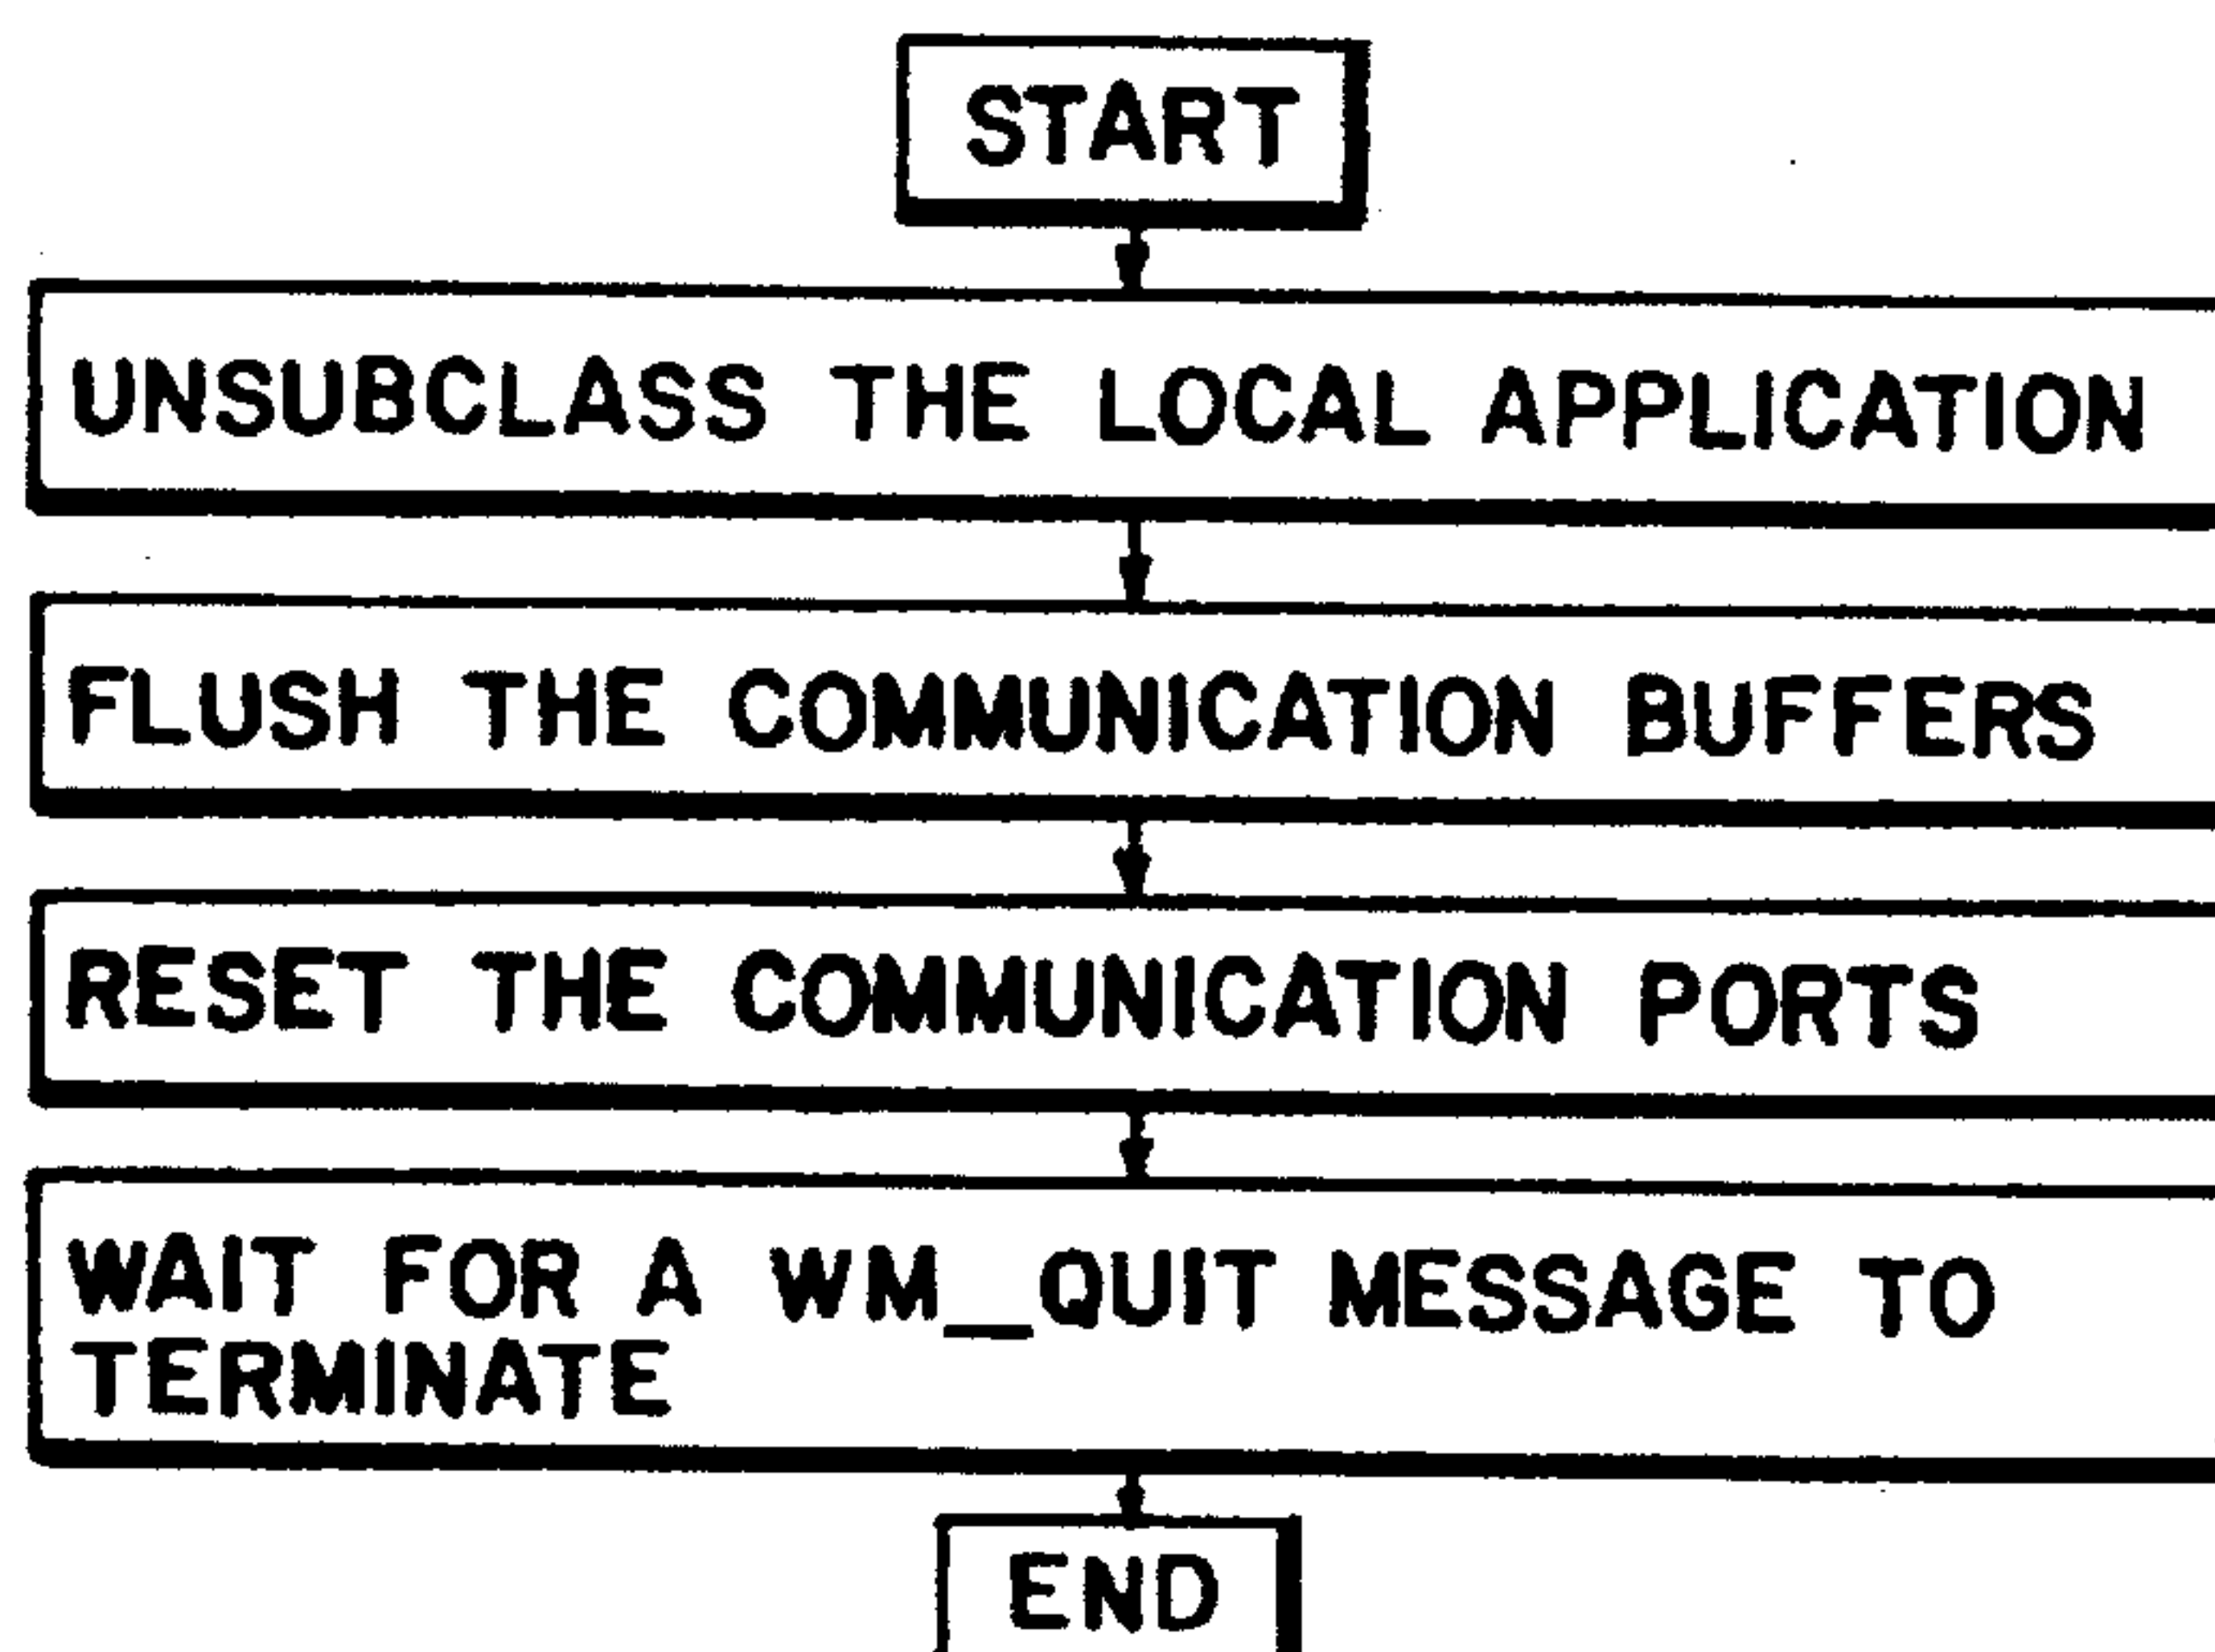 START
UNSUBCLASS THE LOCAL APPLICATION
FLUSH THE COMMUNICATION BUFFERS
RESET THE COMMUNICATION PORTS
WAIT FOR A WM_QUIT MESSAGE TO
TERMINATE
END